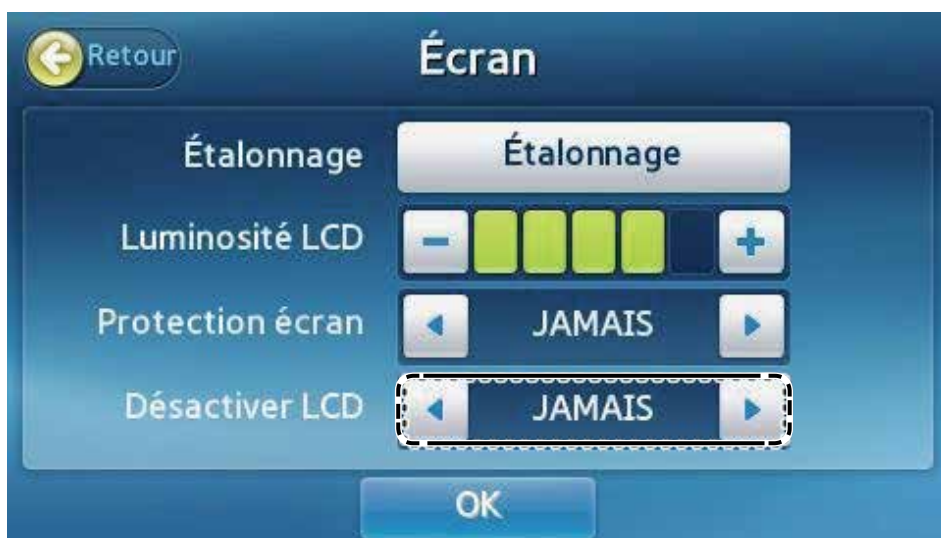 Retour
Écran
Étalonnage Étalonnage
Luminosité LCD - +
Protection écran JAMAIS
Désactiver LCD JAMAIS
OK